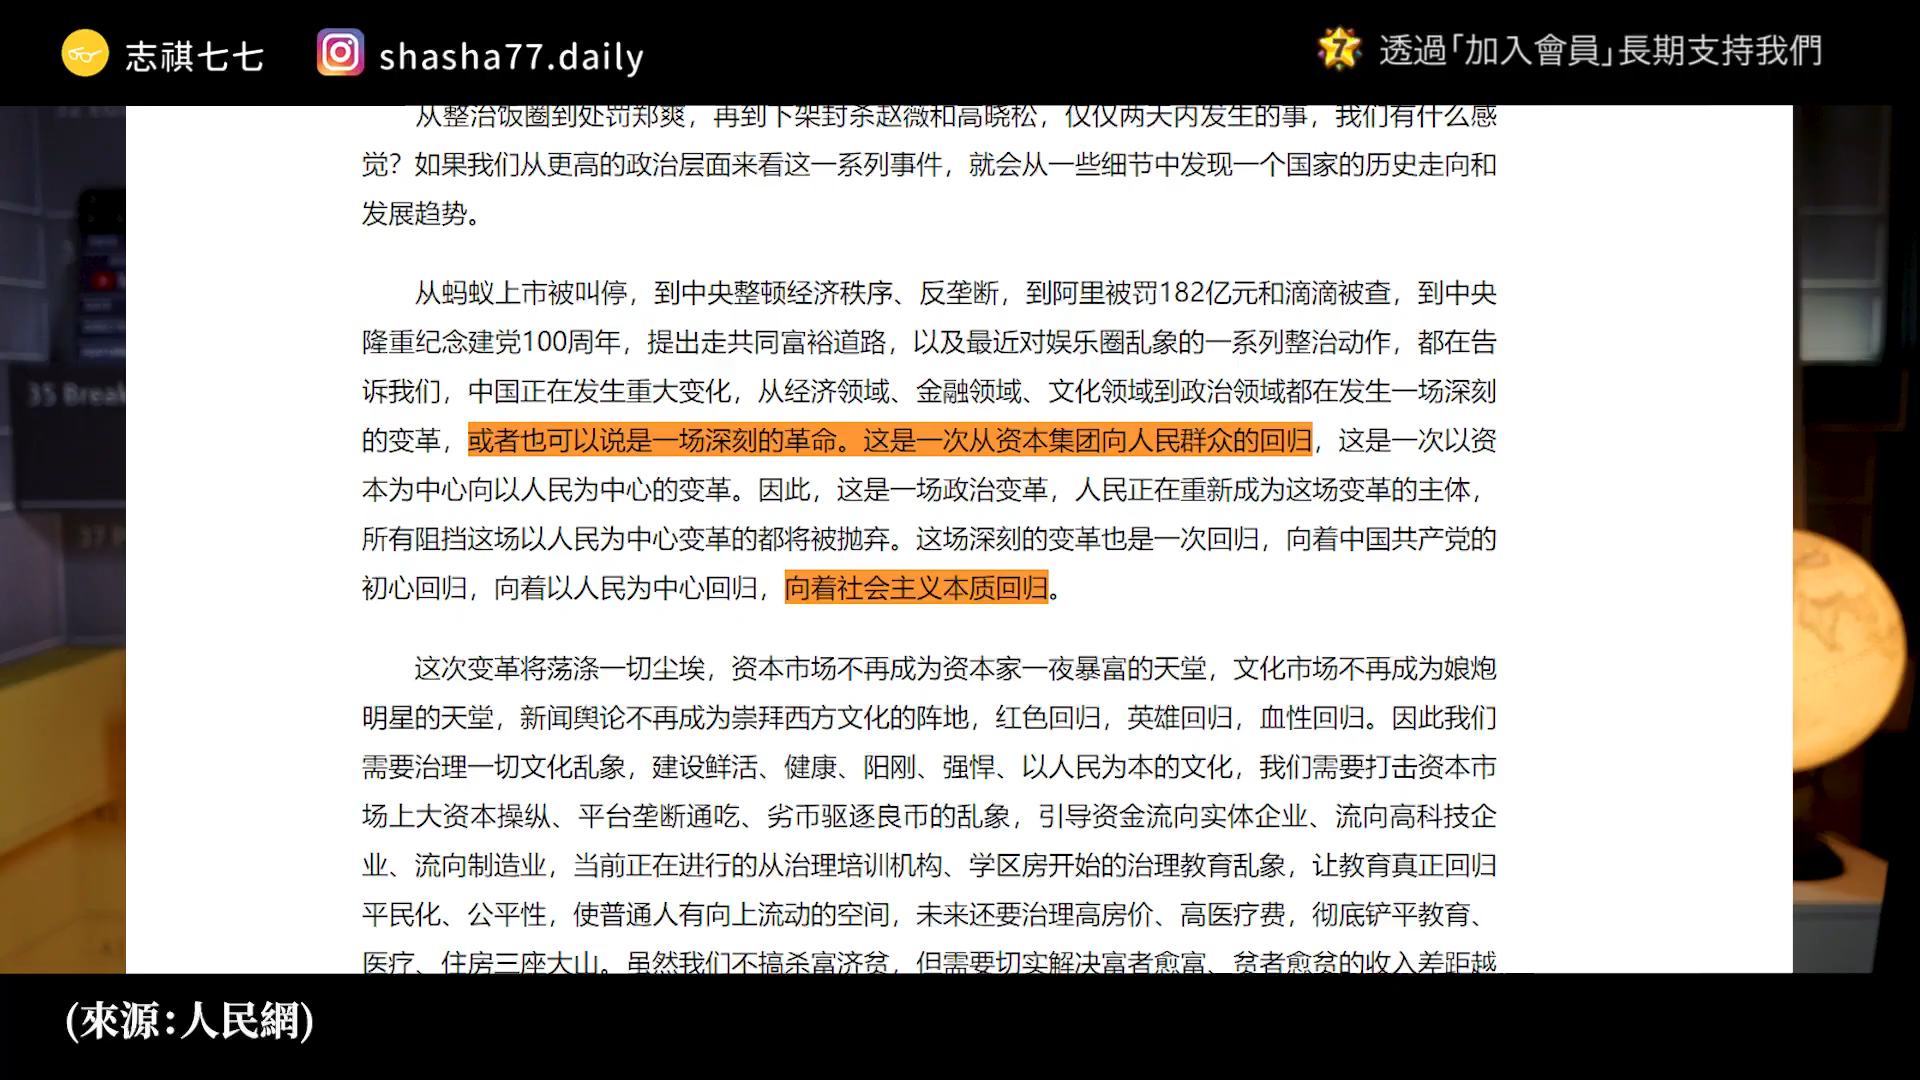 志祺七七
shasha77.daily
7
透過「加入會員」長期支持我們
从整治饭圈到处罚郑爽，再到下架封杀赵薇和高晓松，仅仅两天内发生的事，我们有什么感
觉？如果我们从更高的政治层面来看这一系列事件，就会从一些细节中发现一个国家的历史走向和
发展趋势。
从蚂蚁上市被叫停，到中央整顿经济秩序、反垄断，到阿里被罚182亿元和滴滴被查，到中央
隆重纪念建党100周年，提出走共同富裕道路，以及最近对娱乐圈乱象的一系列整治动作，都在告
诉我们，中国正在发生重大变化，从经济领域、金融领域、文化领域到政治领域都在发生一场深刻
的变革，或者也可以说是一场深刻的革命。这是一次从资本集团向人民群众的回归，这是一次以资
本为中心向以人民为中心的变革。因此，这是一场政治变革，人民正在重新成为这场变革的主体，
所有阻挡这场以人民为中心变革的都将被抛弃。这场深刻的变革也是一次回归，向着中国共产党的
初心回归，向着以人民为中心回归，向着社会主义本质回归。
这次变革将荡涤一切尘埃，资本市场不再成为资本家一夜暴富的天堂，文化市场不再成为娘炮
明星的天堂，新闻舆论不再成为崇拜西方文化的阵地，红色回归，英雄回归，血性回归。因此我们
需要治理一切文化乱象，建设鲜活、健康、阳刚、强悍、以人民为本的文化，我们需要打击资本市
场上大资本操纵、平台垄断通吃、劣币驱逐良币的乱象，引导资金流向实体企业、流向高科技企
业、流向制造业，当前正在进行的从治理培训机构、学区房开始的治理教育乱象，让教育真正回归
平民化、公平性，使普通人有向上流动的空间，未来还要治理高房价、高医疗费，彻底铲平教育、
医疗、住房三座大山。虽然我们不搞杀富济贫，但需要切实解决富者愈富、贫者愈贫的收入差距越
35 Break
37 P
(來源：人民網)